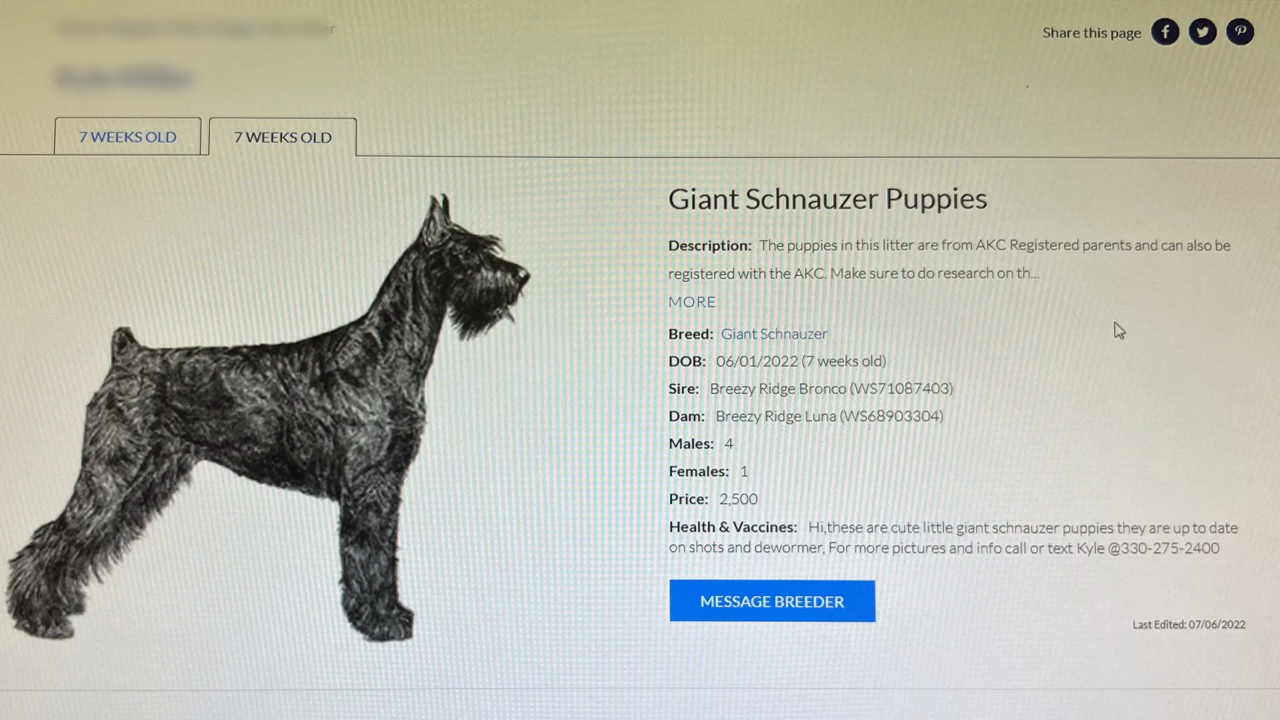 Share this page
7 WEEKS OLD
7 WEEKS OLD
Giant Schnauzer Puppies
Description: The puppies in this litter are from AKC Registered parents and can also be
registered with the AKC. Make sure to do research on th...
MORE
Breed: Giant Schnauzer
DOB: 06/01/2022 (7 weeks old)
Sire: Breezy Ridge Bronco (WS71087403)
Dam: Breezy Ridge Luna (WS68903304)
Males: 4
Females: 1
Price: 2,500
Health & Vaccines: Hi,these are cute little giant schnauzer puppies they are up to date
on shots and dewormer, For more pictures and info call or text Kyle @330-275-2400
MESSAGE BREEDER
Last Edited: 07/06/2022